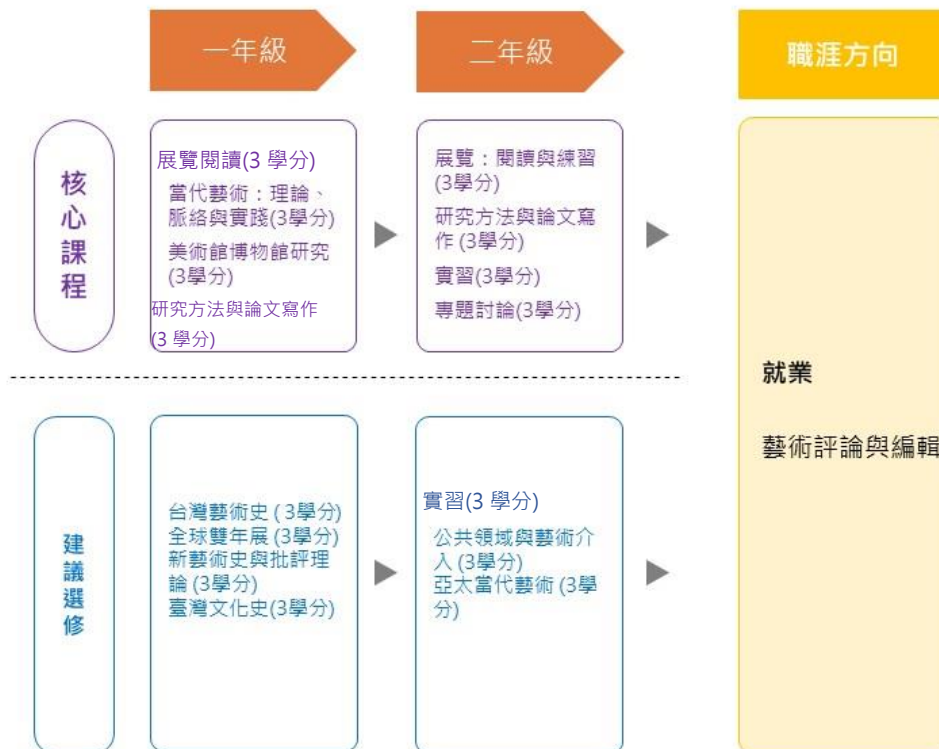 一年級
二年級
職涯方向
核心課程
展覽閱讀(3 學分)
當代藝術：理論、
脈絡與實踐(3學分)
美術館博物館研究
(3學分)
研究方法與論文寫作
(3 學分)
展覽：閱讀與練習
(3學分)
研究方法與論文寫
作 (3學分)
實習(3學分)
專題討論(3學分)
就業
藝術評論與編輯
建議選修
台灣藝術史 ( 3學分)
全球雙年展 (3學分)
新藝術史與批評理
論 (3學分)
臺灣文化史(3學分)
實習(3 學分)
公共領域與藝術介
入 (3學分)
亞太當代藝術 (3學
分)